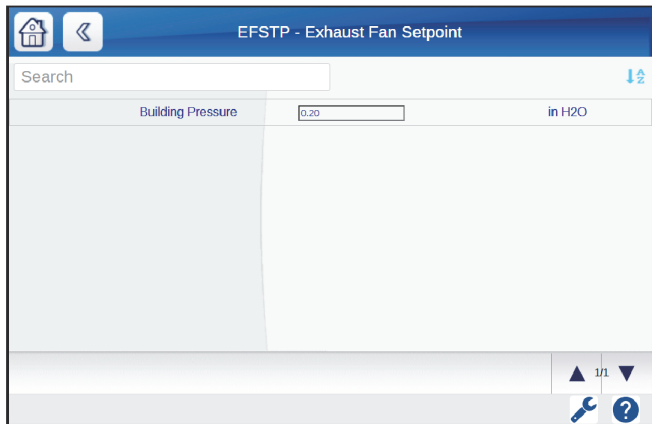 EFSTP - Exhaust Fan Setpoint
Search
A
Z
Building Pressure 0.20 in H2O
1/1
?